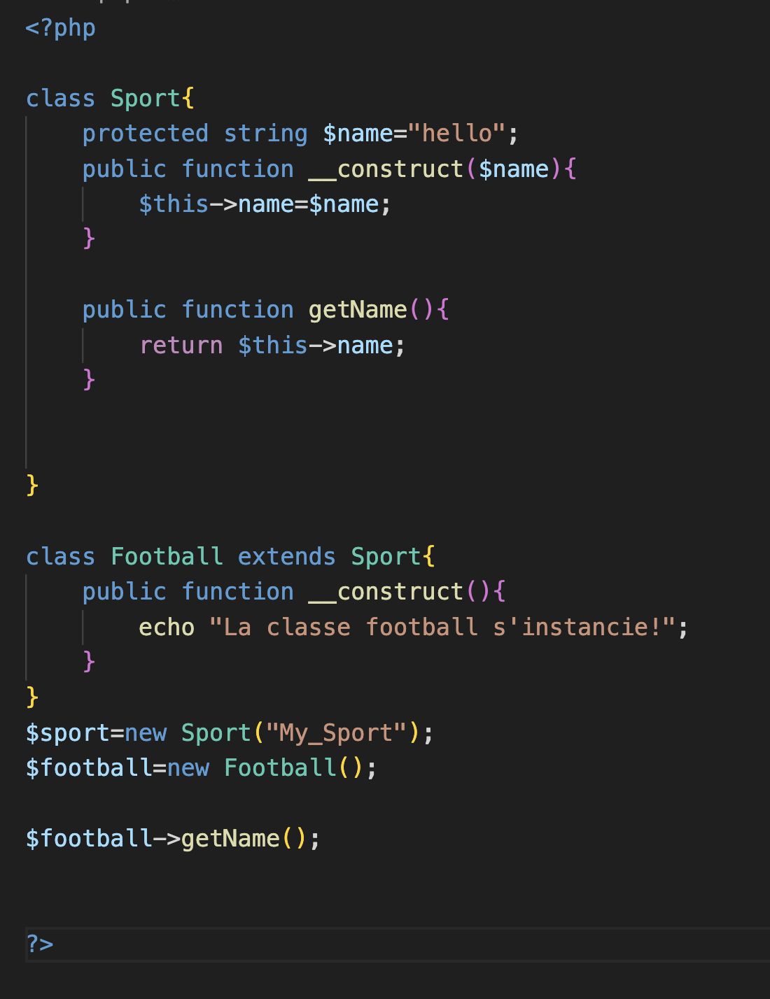 <?php
class Sport{
    protected string $name="hello";
    public function __construct($name){
        $this->name=$name;
    }
    public function getName(){
        return $this->name;
    }
}
class Football extends Sport{
    public function __construct(){
        echo "La classe football s'instancie!";
    }
}
$sport=new Sport("My_Sport");
$football=new Football();
$football->getName();
?>